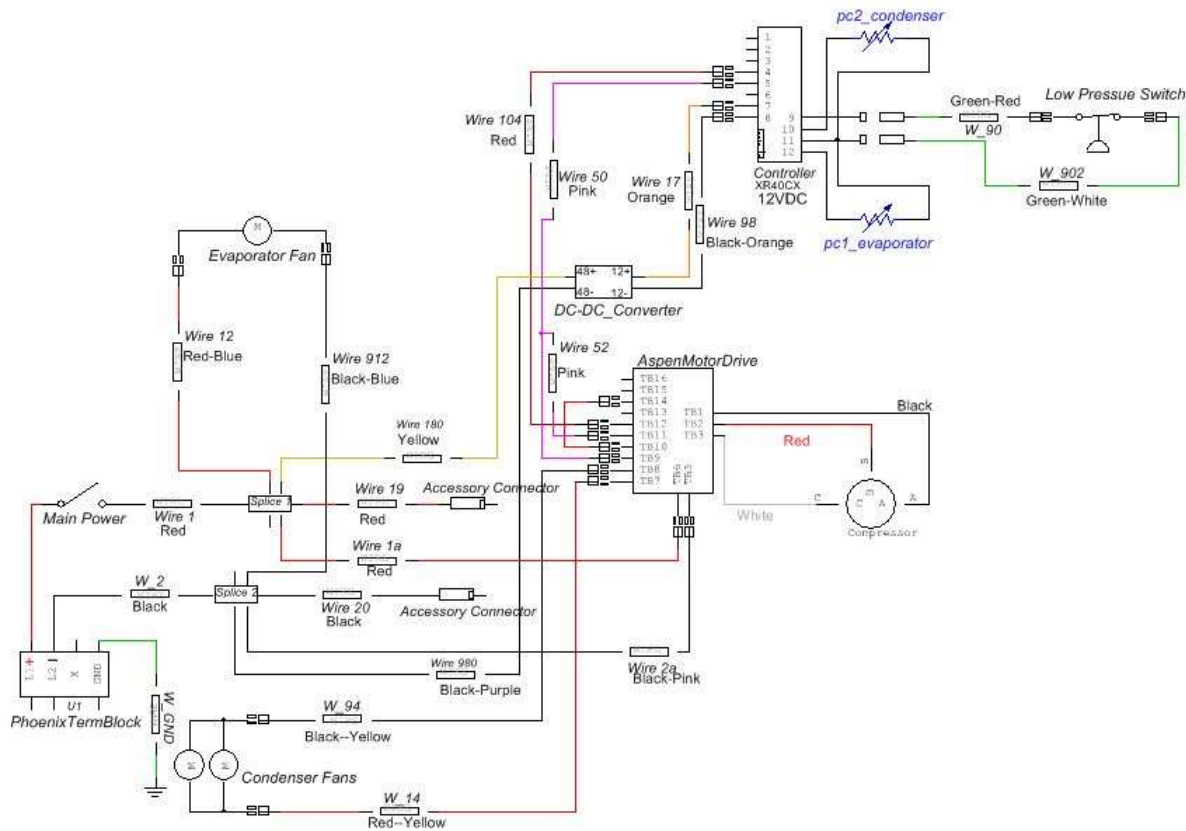 pc2_condenser
1
2
3
4
5
6
7
8
9
10
11
12
Controller
XR40CX
12VDC
Green-Red
W_90
Low Pressue Switch
W_902
Green-White
pc1_evaporator
Wire 104
Red
Wire 50
Pink
Wire 17
Orange
Wire 98
Black-Orange
M
Evaporator Fan
48+ 12+
48- 12-
DC-DC_Converter
Wire 12
Red-Blue
Wire 912
Black-Blue
Wire 52
Pink
AspenMotorDrive
TB16
TB15
TB14
TB13
TB12
TB11
TB10
TB9
TB8
TB7
TB1
TB2
TB3
TB6
TB5
Black
Red
White
B
C
A
B
C
A
Compressor
Wire 180
Yellow
Main Power
Wire 1
Red
Splice 1
Wire 19
Red
Accessory Connector
Wire 1a
Red
W_2
Black
Splice 2
Wire 20
Black
Accessory Connector
Wire 2a
Black-Pink
Wire 980
Black-Purple
L1 +
L2 -
X
GND
U1
PhoenixTermBlock
W_GND
W_94
Black--Yellow
M
M
Condenser Fans
W_14
Red--Yellow